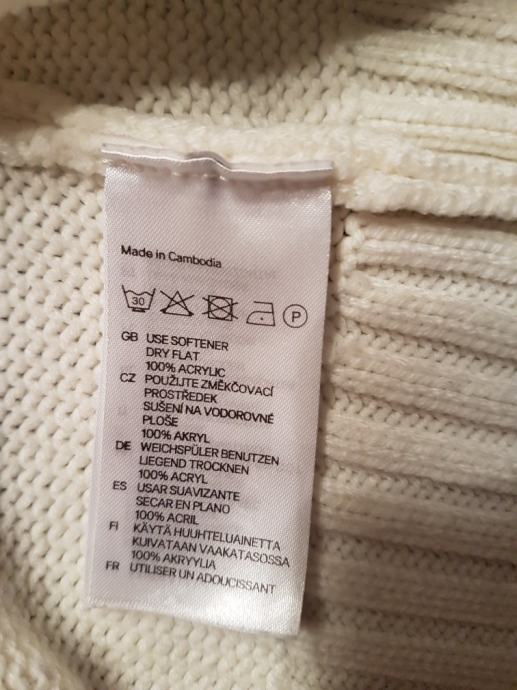 Made in Cambodia
30
P
GB USE SOFTENER
DRY FLAT
100% ACRYLIC
CZ POUŽIJTE ZMĚKČOVACÍ
PROSTŘEDEK
SUŠENÍ NA VODOROVNÉ
PLOŠE
100% AKRYL
DE WEICHSPÜLER BENUTZEN
LIEGEND TROCKNEN
100% ACRYL
ES USAR SUAVIZANTE
SECAR EN PLANO
100% ACRIL
FI KÄYTÄ HUUHTELUAINETTA
KUIVATAAN VAAKATASOSSA
100% AKRYYLIA
FR UTILISER UN ADOUCISSANT